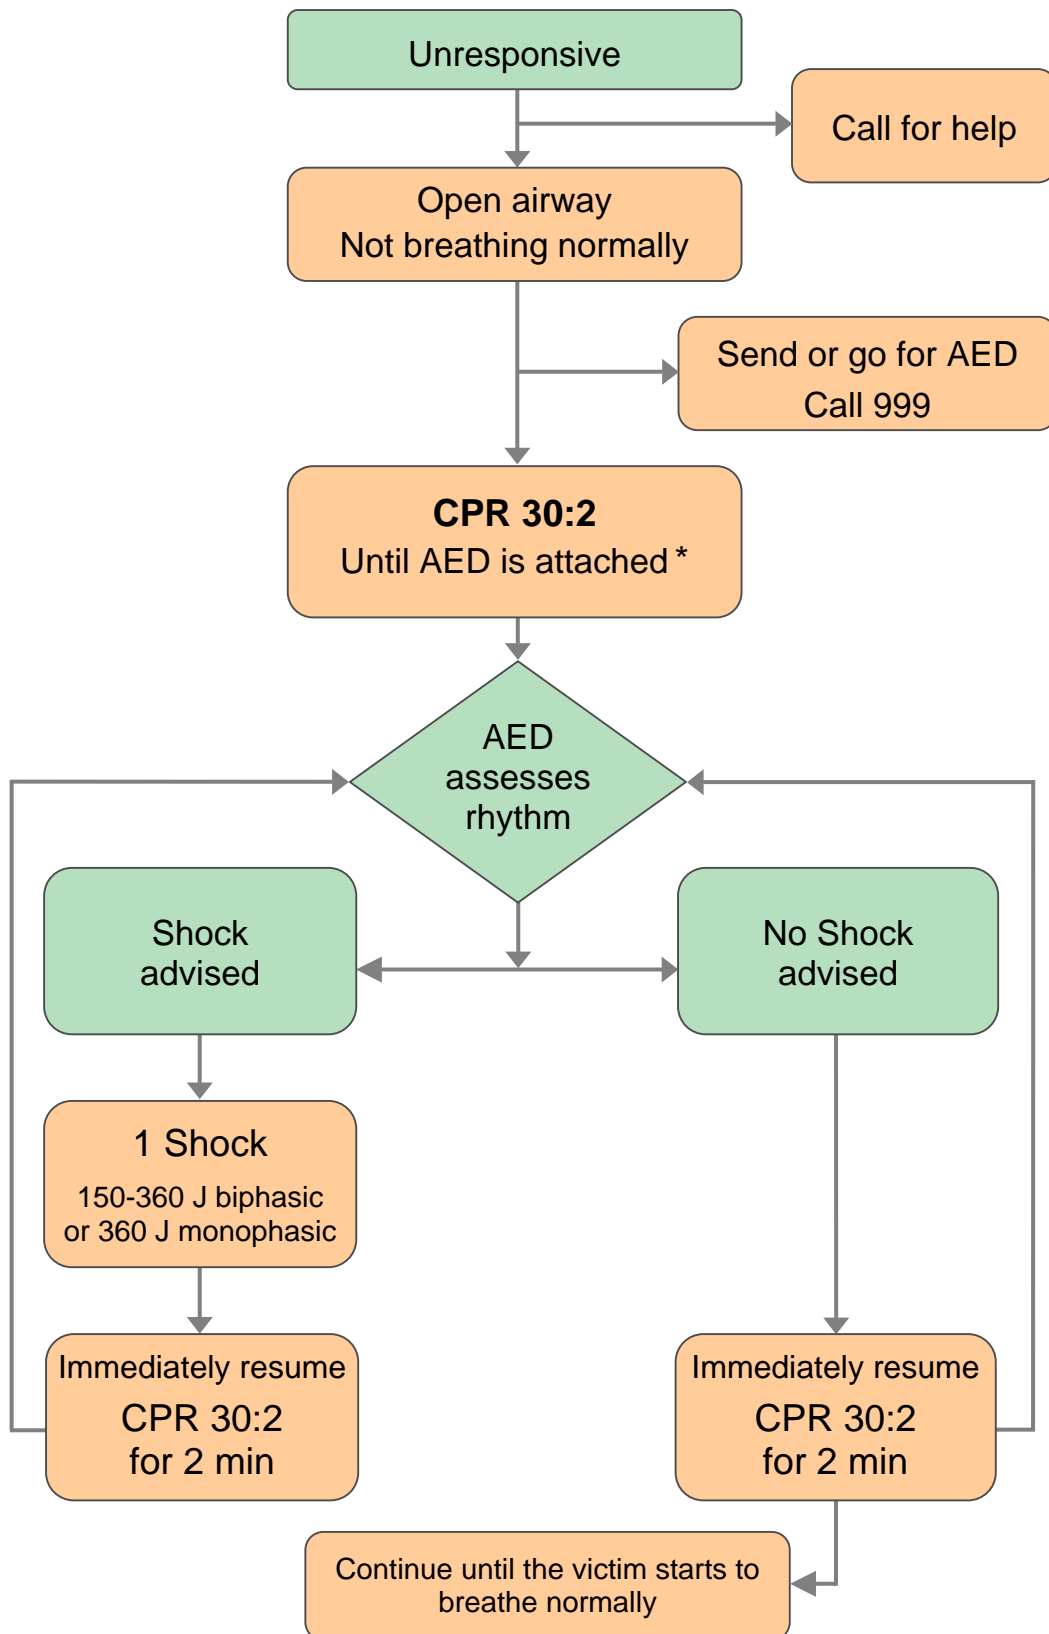 Unresponsive
Call for help
Open airway
Not breathing normally
Send or go for AED
Call 999
CPR 30:2
Until AED is attached *
AED
assesses
rhythm
Shock
advised
No Shock
advised
1 Shock
150-360 J biphasic
or 360 J monophasic
Immediately resume
CPR 30:2
for 2 min
Immediately resume
CPR 30:2
for 2 min
Continue until the victim starts to
breathe normally